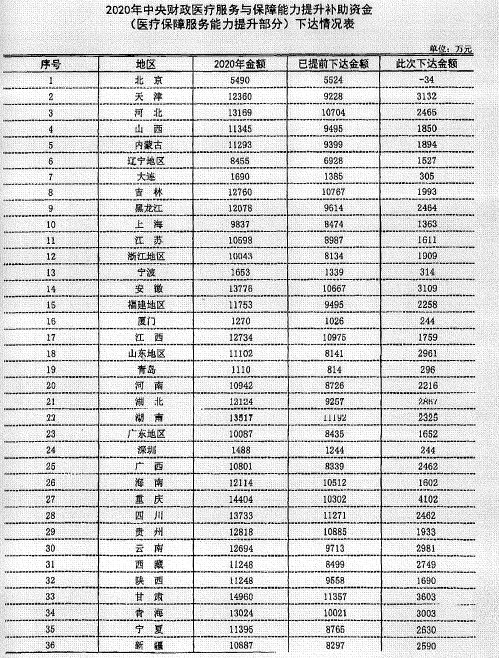 2020年中央财政医疗服务与保障能力提升补助资金
（医疗保障服务能力提升部分）下达情况表
单位：万元
序号 地区 2020年金额 已提前下达金额 此次下达金额
1 北京 5490 5524 -34
2 天津 12360 9228 3132
3 河北 13169 10704 2465
4 山西 11345 9495 1850
5 内蒙古 11293 9399 1894
6 辽宁地区 8455 6928 1527
7 大连 1690 1385 305
8 吉林 12760 10767 1993
9 黑龙江 12078 9614 2464
10 上海 9837 8474 1363
11 江苏 10598 8987 1611
12 浙江地区 10043 8134 1909
13 宁波 1653 1339 314
14 安徽 13776 10667 3109
15 福建地区 11753 9495 2258
16 厦门 1270 1026 244
17 江西 12734 10975 1759
18 山东地区 11102 8141 2961
19 青岛 1110 814 296
20 河南 10942 8726 2216
21 湖北 12124 9257 2867
22 湖南 13517 11192 2325
23 广东地区 10087 8435 1652
24 深圳 1488 1244 244
25 广西 10801 8339 2462
26 海南 12114 10512 1602
27 重庆 14404 10302 4102
28 四川 13733 11271 2462
29 贵州 12818 10885 1933
30 云南 12694 9713 2981
31 西藏 11248 8499 2749
32 陕西 11248 9558 1690
33 甘肃 14960 11357 3603
34 青海 13024 10021 3003
35 宁夏 11395 8765 2630
36 新疆 10887 8297 2590